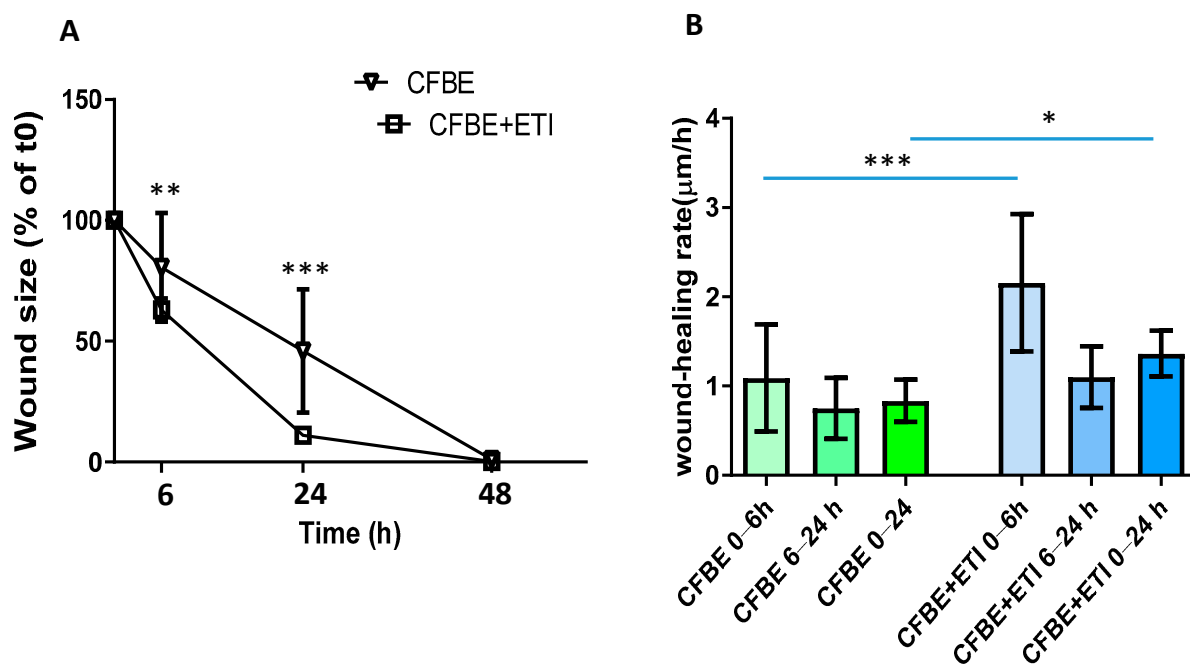 A
CFBE
CFBE+ETI
Wound size (% of t0)
150
100
50
0
**
***
6
24
48
Time (h)
B
wound-healing rate(μm/h)
4
3
2
1
0
*
***
CFBE 0–6h
CFBE 6–24 h
CFBE 0–24
CFBE+ETI 0–6h
CFBE+ETI 6–24 h
CFBE+ETI 0–24 h